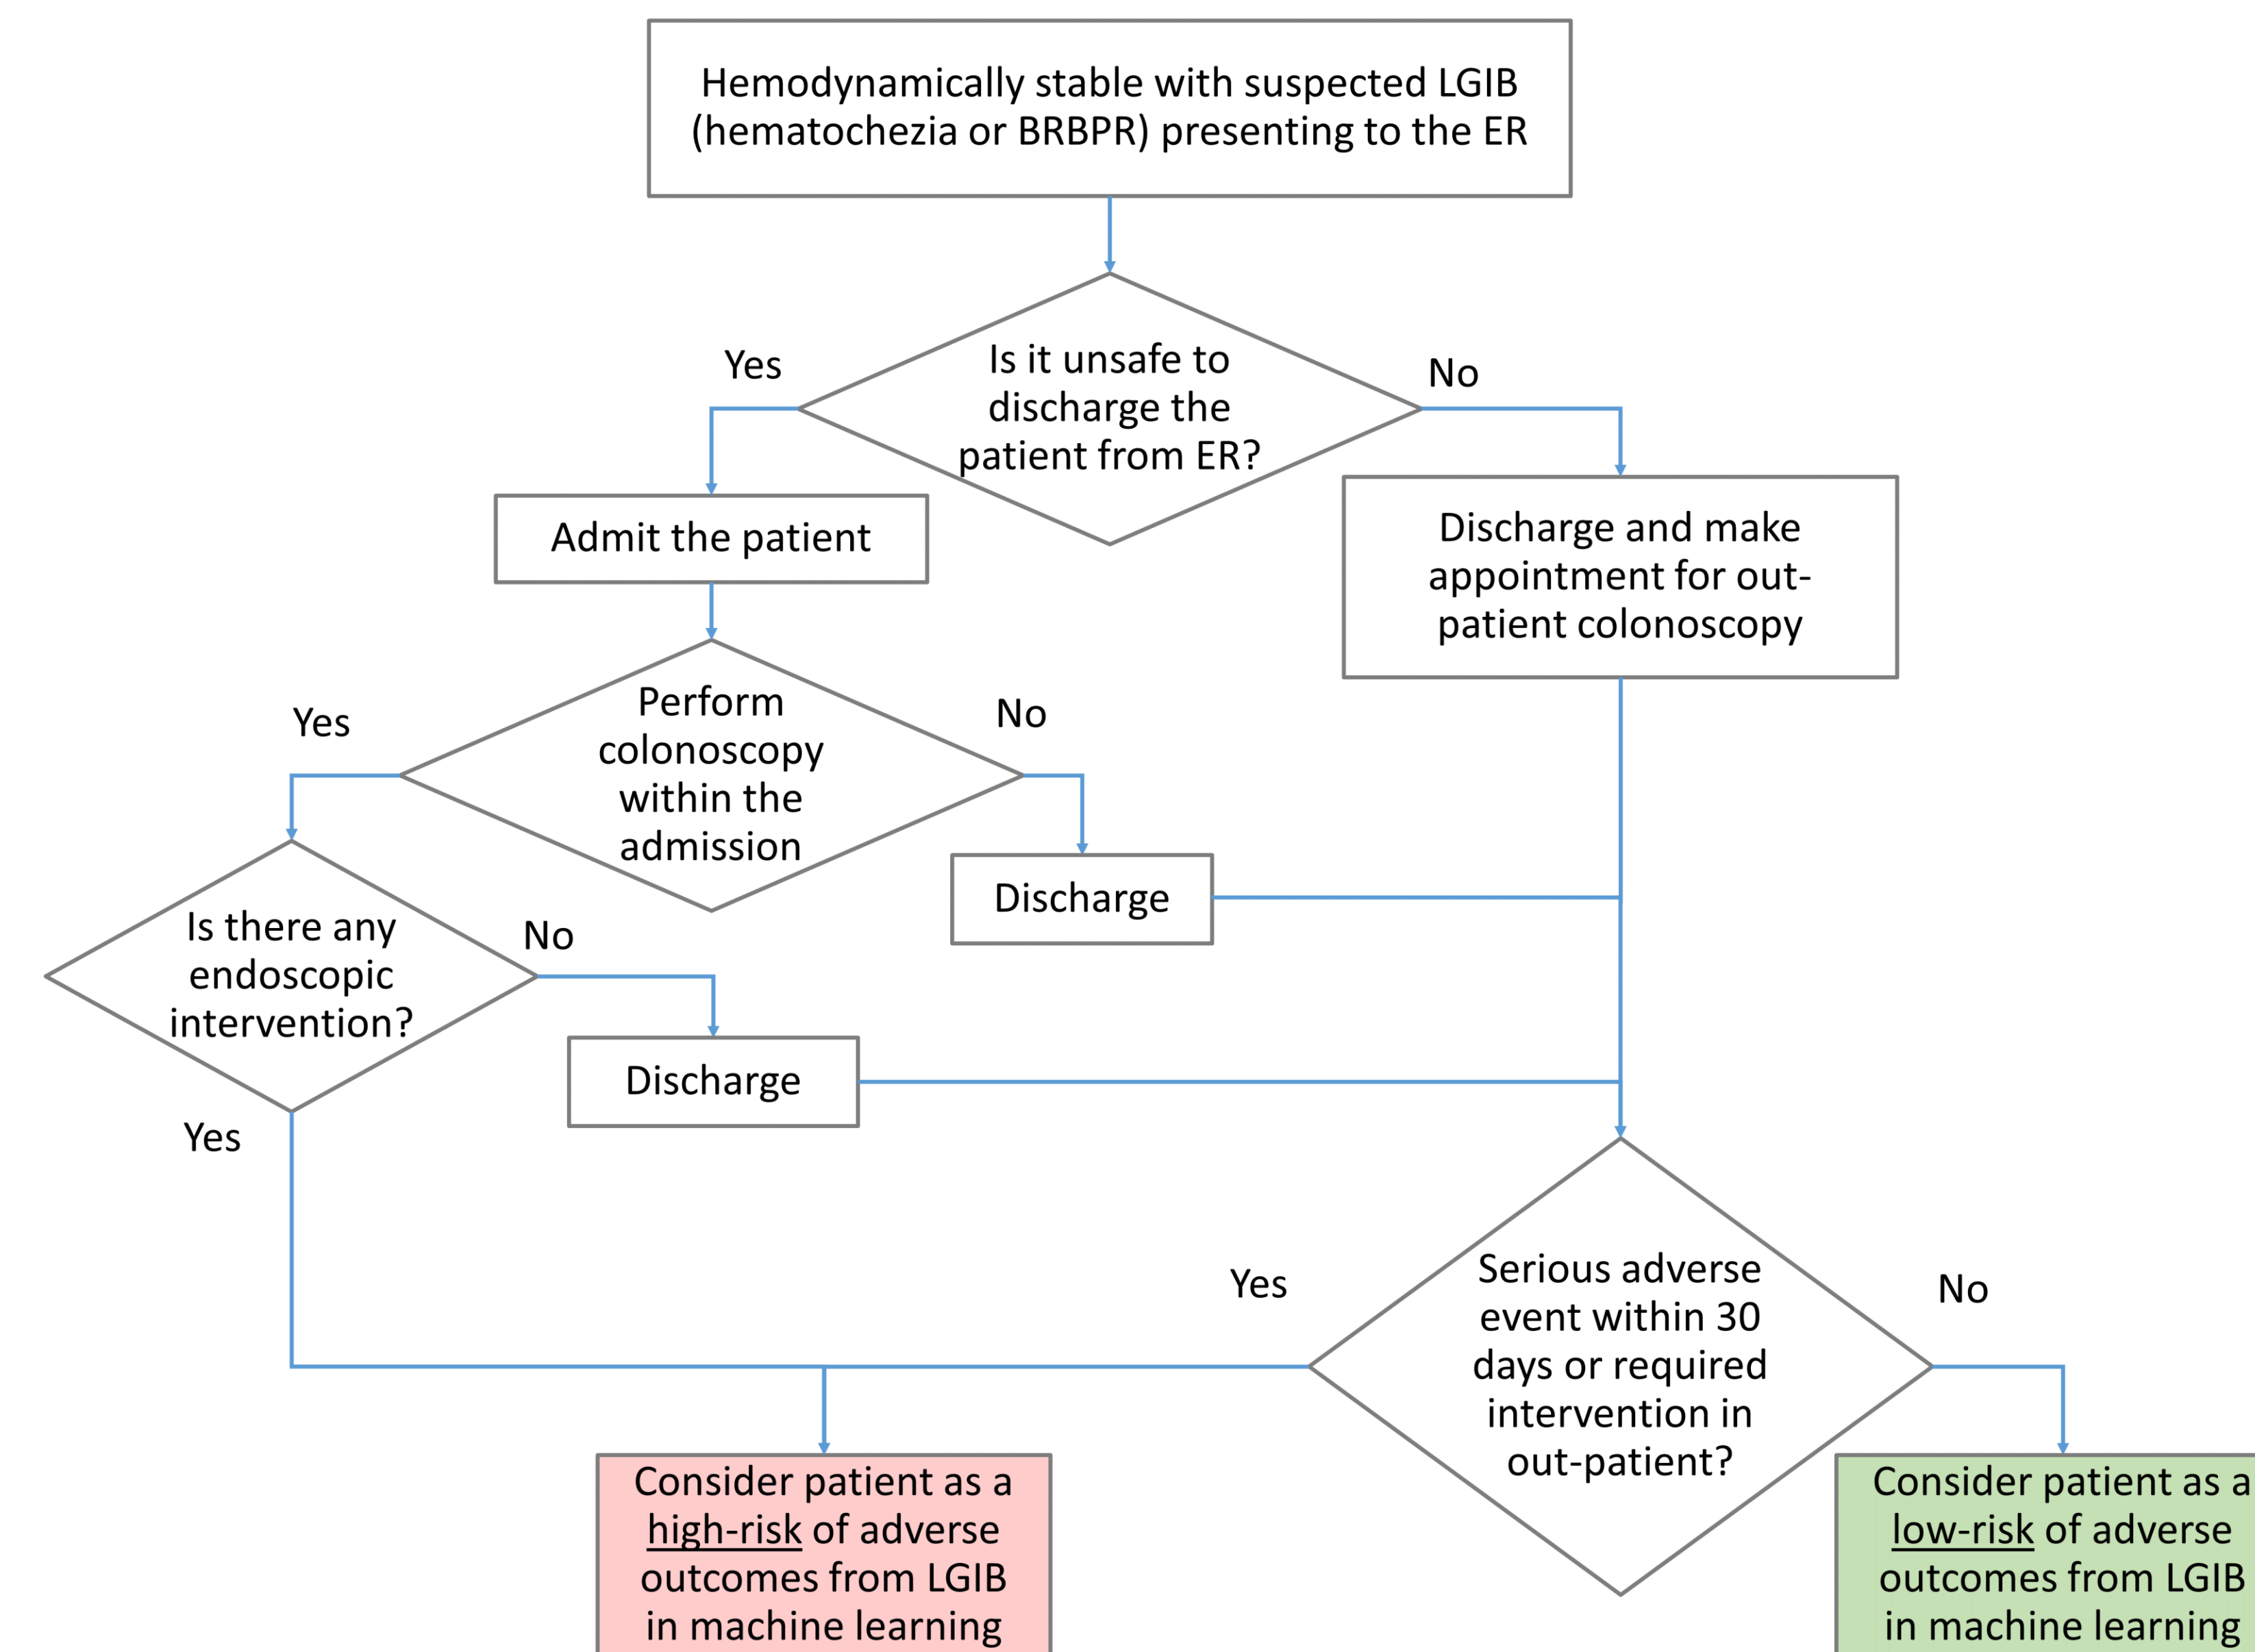 Hemodynamically stable with suspected LGIB
(hematochezia or BRBPR) presenting to the ER
Yes
Is it unsafe to
discharge the
patient from ER?
No
Admit the patient
Discharge and make
appointment for out-
patient colonoscopy
Yes
Perform
colonoscopy
within the
admission
No
Discharge
Is there any
endoscopic
intervention?
No
Discharge
Yes
Yes
Serious adverse
event within 30
days or required
intervention in
out-patient?
No
Consider patient as a
high-risk of adverse
outcomes from LGIB
in machine learning
Consider patient as a
low-risk of adverse
outcomes from LGIB
in machine learning